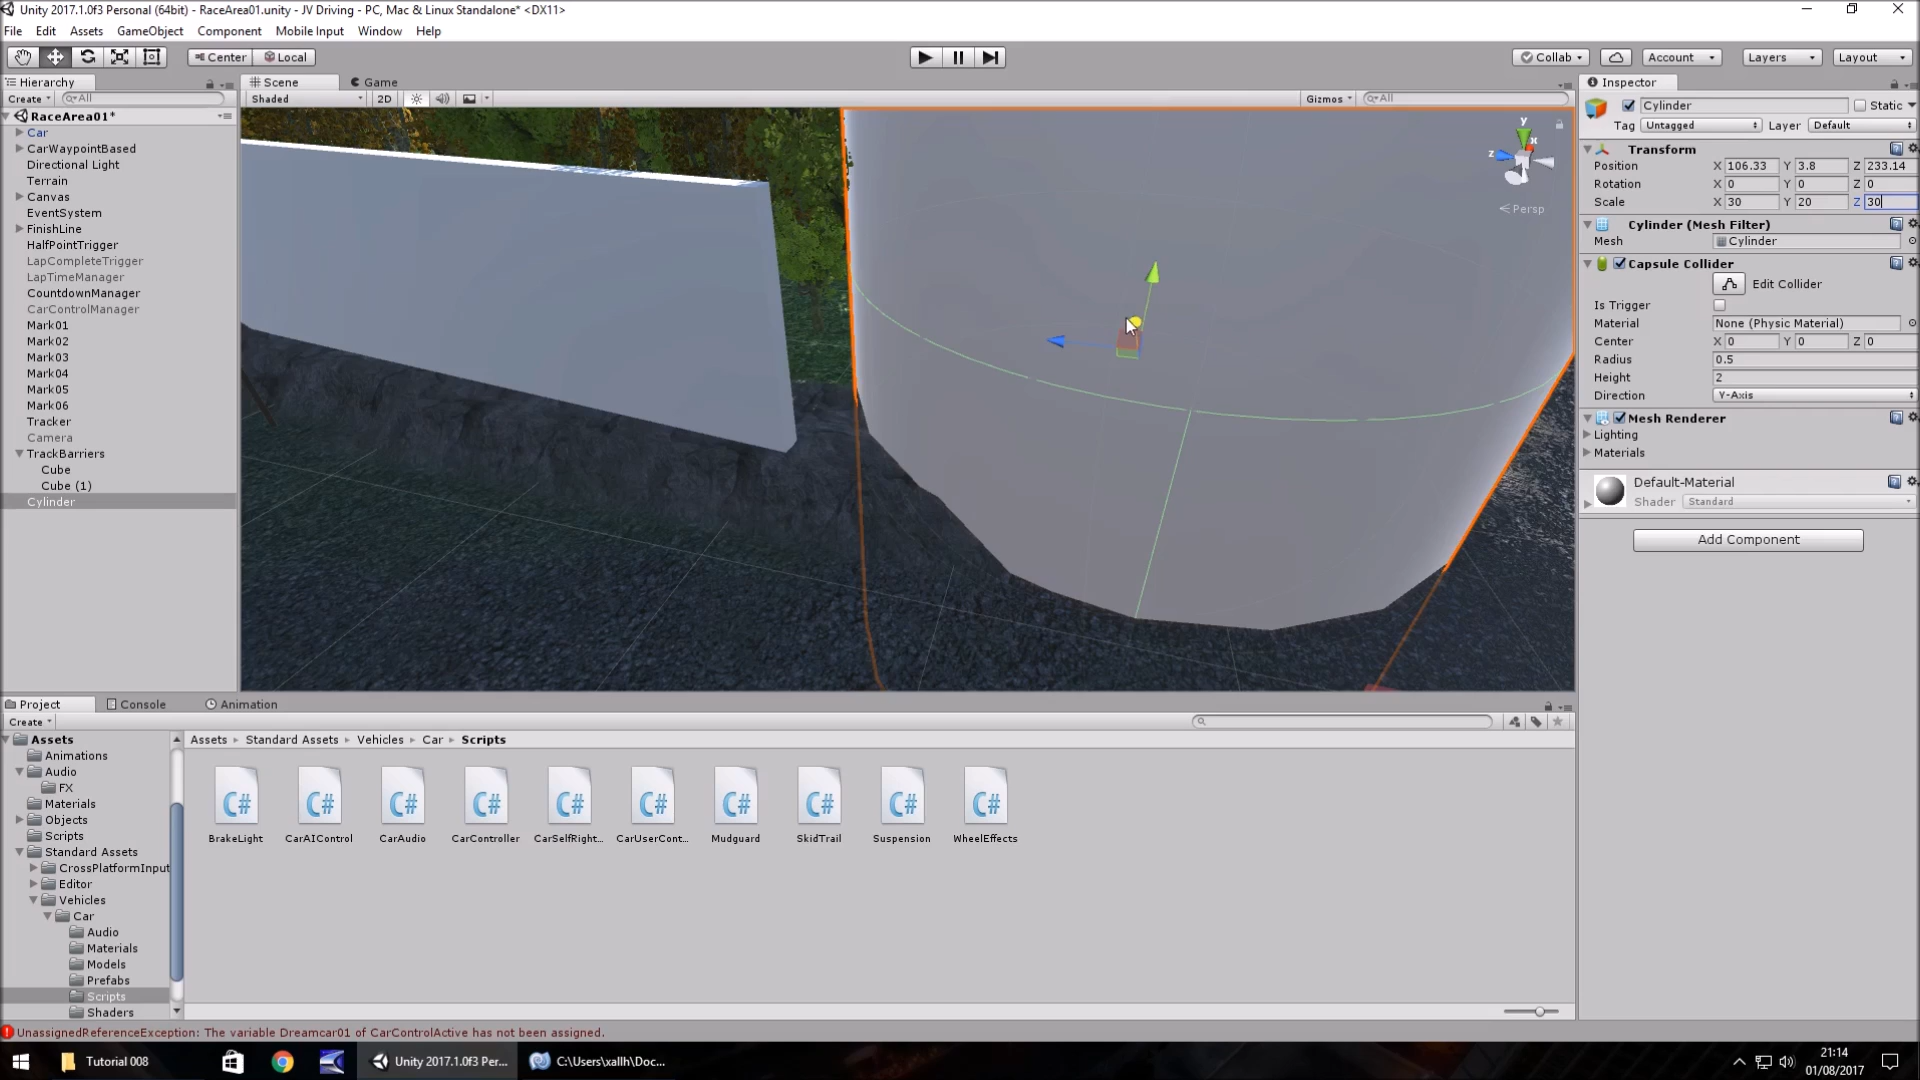 Unity 2017.1.0f3 Personal (64bit) - RaceArea01.unity - JV Driving - PC, Mac & Linux Standalone* <DX11>
File Edit Assets GameObject Component Mobile Input Window Help
Center Local Collab Account Layers Layout
Hierarchy Scene Game Inspector
Create All Shaded 2D Gizmos All
RaceArea01*
Car
CarWaypointBased
Directional Light
Terrain
Canvas
EventSystem
FinishLine
HalfPointTrigger
LapCompleteTrigger
LapTimeManager
CountdownManager
CarControlManager
Mark01
Mark02
Mark03
Mark04
Mark05
Mark06
Tracker
Camera
TrackBarriers
Cube
Cube (1)
Cylinder
y
x
z
Persp
Cylinder Static
Tag Untagged Layer Default
Transform
Position X 106.33 Y 3.8 Z 233.14
Rotation X 0 Y 0 Z 0
Scale X 30 Y 20 Z 30
Cylinder (Mesh Filter)
Mesh Cylinder
Capsule Collider
Edit Collider
Is Trigger
Material None (Physic Material)
Center X 0 Y 0 Z 0
Radius 0.5
Height 2
Direction Y-Axis
Mesh Renderer
Lighting
Materials
Default-Material
Shader Standard
Add Component
Project Console Animation
Create
Assets
Animations
Audio
FX
Materials
Objects
Scripts
Standard Assets
CrossPlatformInput
Editor
Vehicles
Car
Audio
Materials
Models
Prefabs
Scripts
Shaders
Assets Standard Assets Vehicles Car Scripts
C# C# C# C# C# C# C# C# C# C#
BrakeLight CarAIControl CarAudio CarController CarSelfRight... CarUserCont... Mudguard SkidTrail Suspension WheelEffects
UnassignedReferenceException: The variable Dreamcar01 of CarControlActive has not been assigned.
Tutorial 008 Unity 2017.1.0f3 Per... C:\Users\xallh\Doc...
21:14
01/08/2017